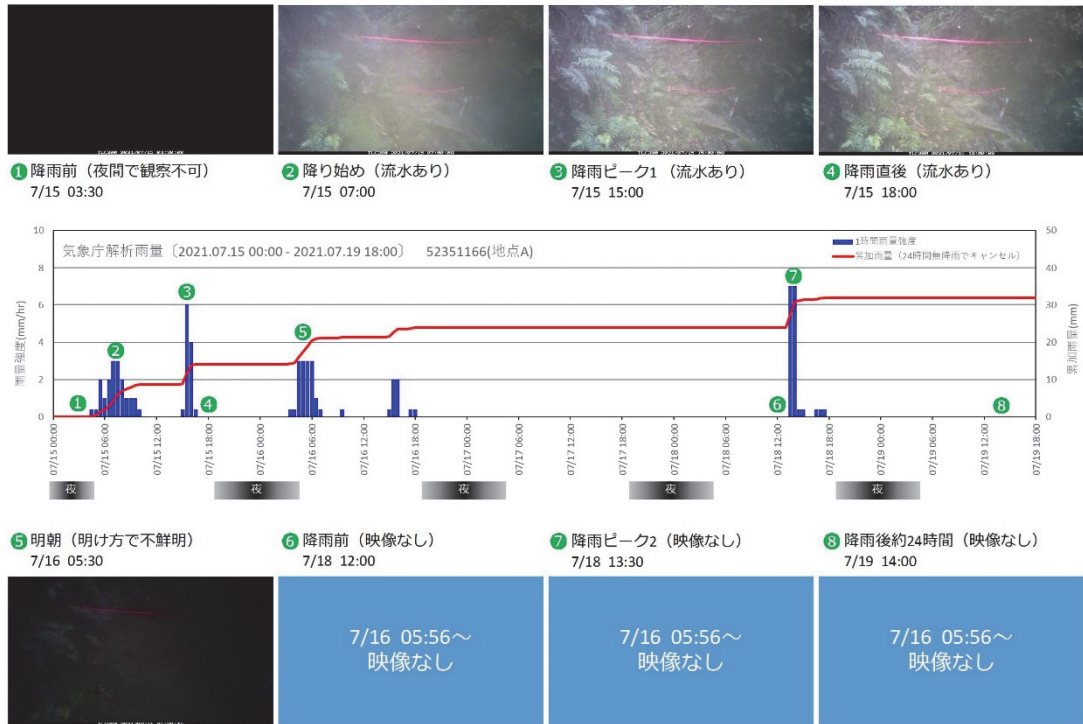 ❶ 降雨前（夜間で観察不可）
7/15 03:30
❷ 降り始め（流水あり）
7/15 07:00
❸ 降雨ピーク1 （流水あり）
7/15 15:00
❹ 降雨直後（流水あり）
7/15 18:00
気象庁解析雨量〔2021.07.15 00:00 - 2021.07.19 18:00〕 52351166(地点A)
1時間雨量強度
累加雨量（24時間無降雨でキャンセル）
雨量強度(mm/hr)
10
8
6
4
2
0
累加雨量(mm)
50
40
30
20
10
0
❶
❷
❸
❹
❺
❻
❼
❽
07/15 00:00
07/15 06:00
07/15 12:00
07/15 18:00
07/16 00:00
07/16 06:00
07/16 12:00
07/16 18:00
07/17 00:00
07/17 06:00
07/17 12:00
07/17 18:00
07/18 00:00
07/18 06:00
07/18 12:00
07/18 18:00
07/19 00:00
07/19 06:00
07/19 12:00
07/19 18:00
夜
夜
夜
夜
夜
❺ 明朝（明け方で不鮮明）
7/16 05:30
❻ 降雨前（映像なし）
7/18 12:00
❼ 降雨ピーク2（映像なし）
7/18 13:30
❽ 降雨後約24時間（映像なし）
7/19 14:00
7/16 05:56～
映像なし
7/16 05:56～
映像なし
7/16 05:56～
映像なし